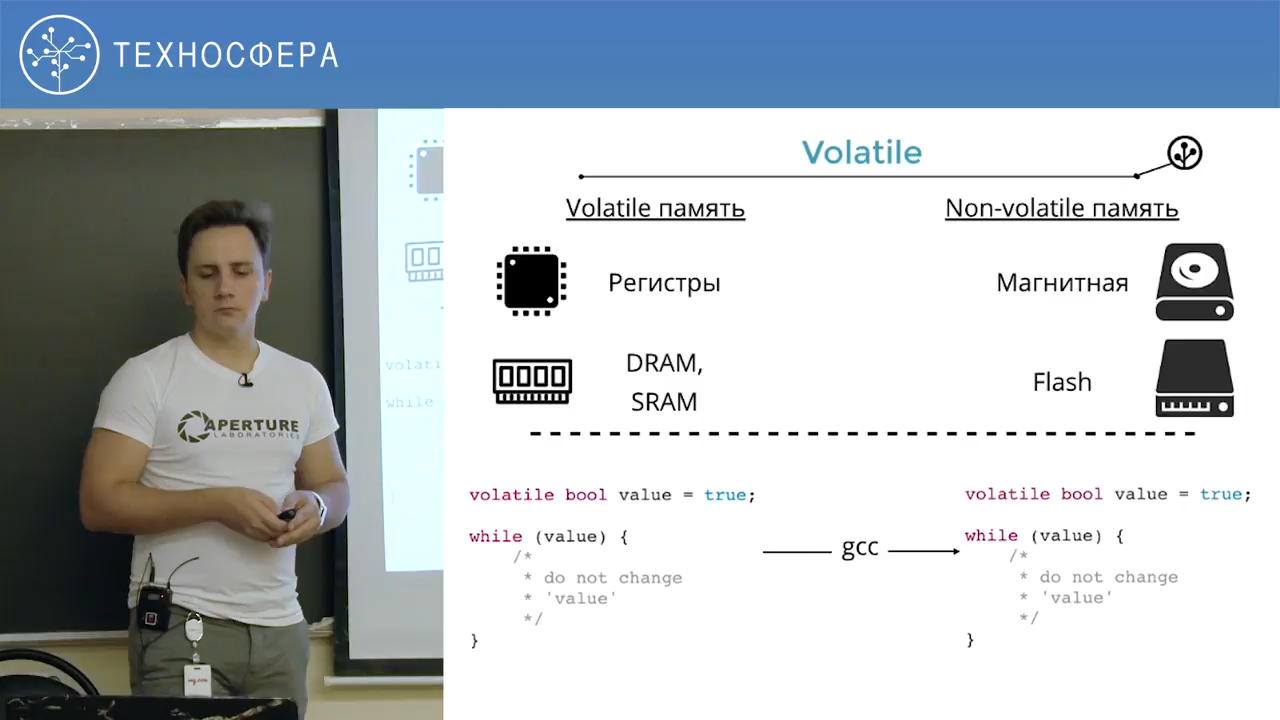 ТЕХНОСФЕРА
Volatile
Volatile память
Non-volatile память
Регистры
Магнитная
DRAM,
SRAM
Flash
volatile bool value = true;
while (value) {
/*
* do not change
* 'value'
*/
}
gcc
volatile bool value = true;
while (value) {
/*
* do not change
* 'value'
*/
}
APERTURE
LABORATORIES
volati
while